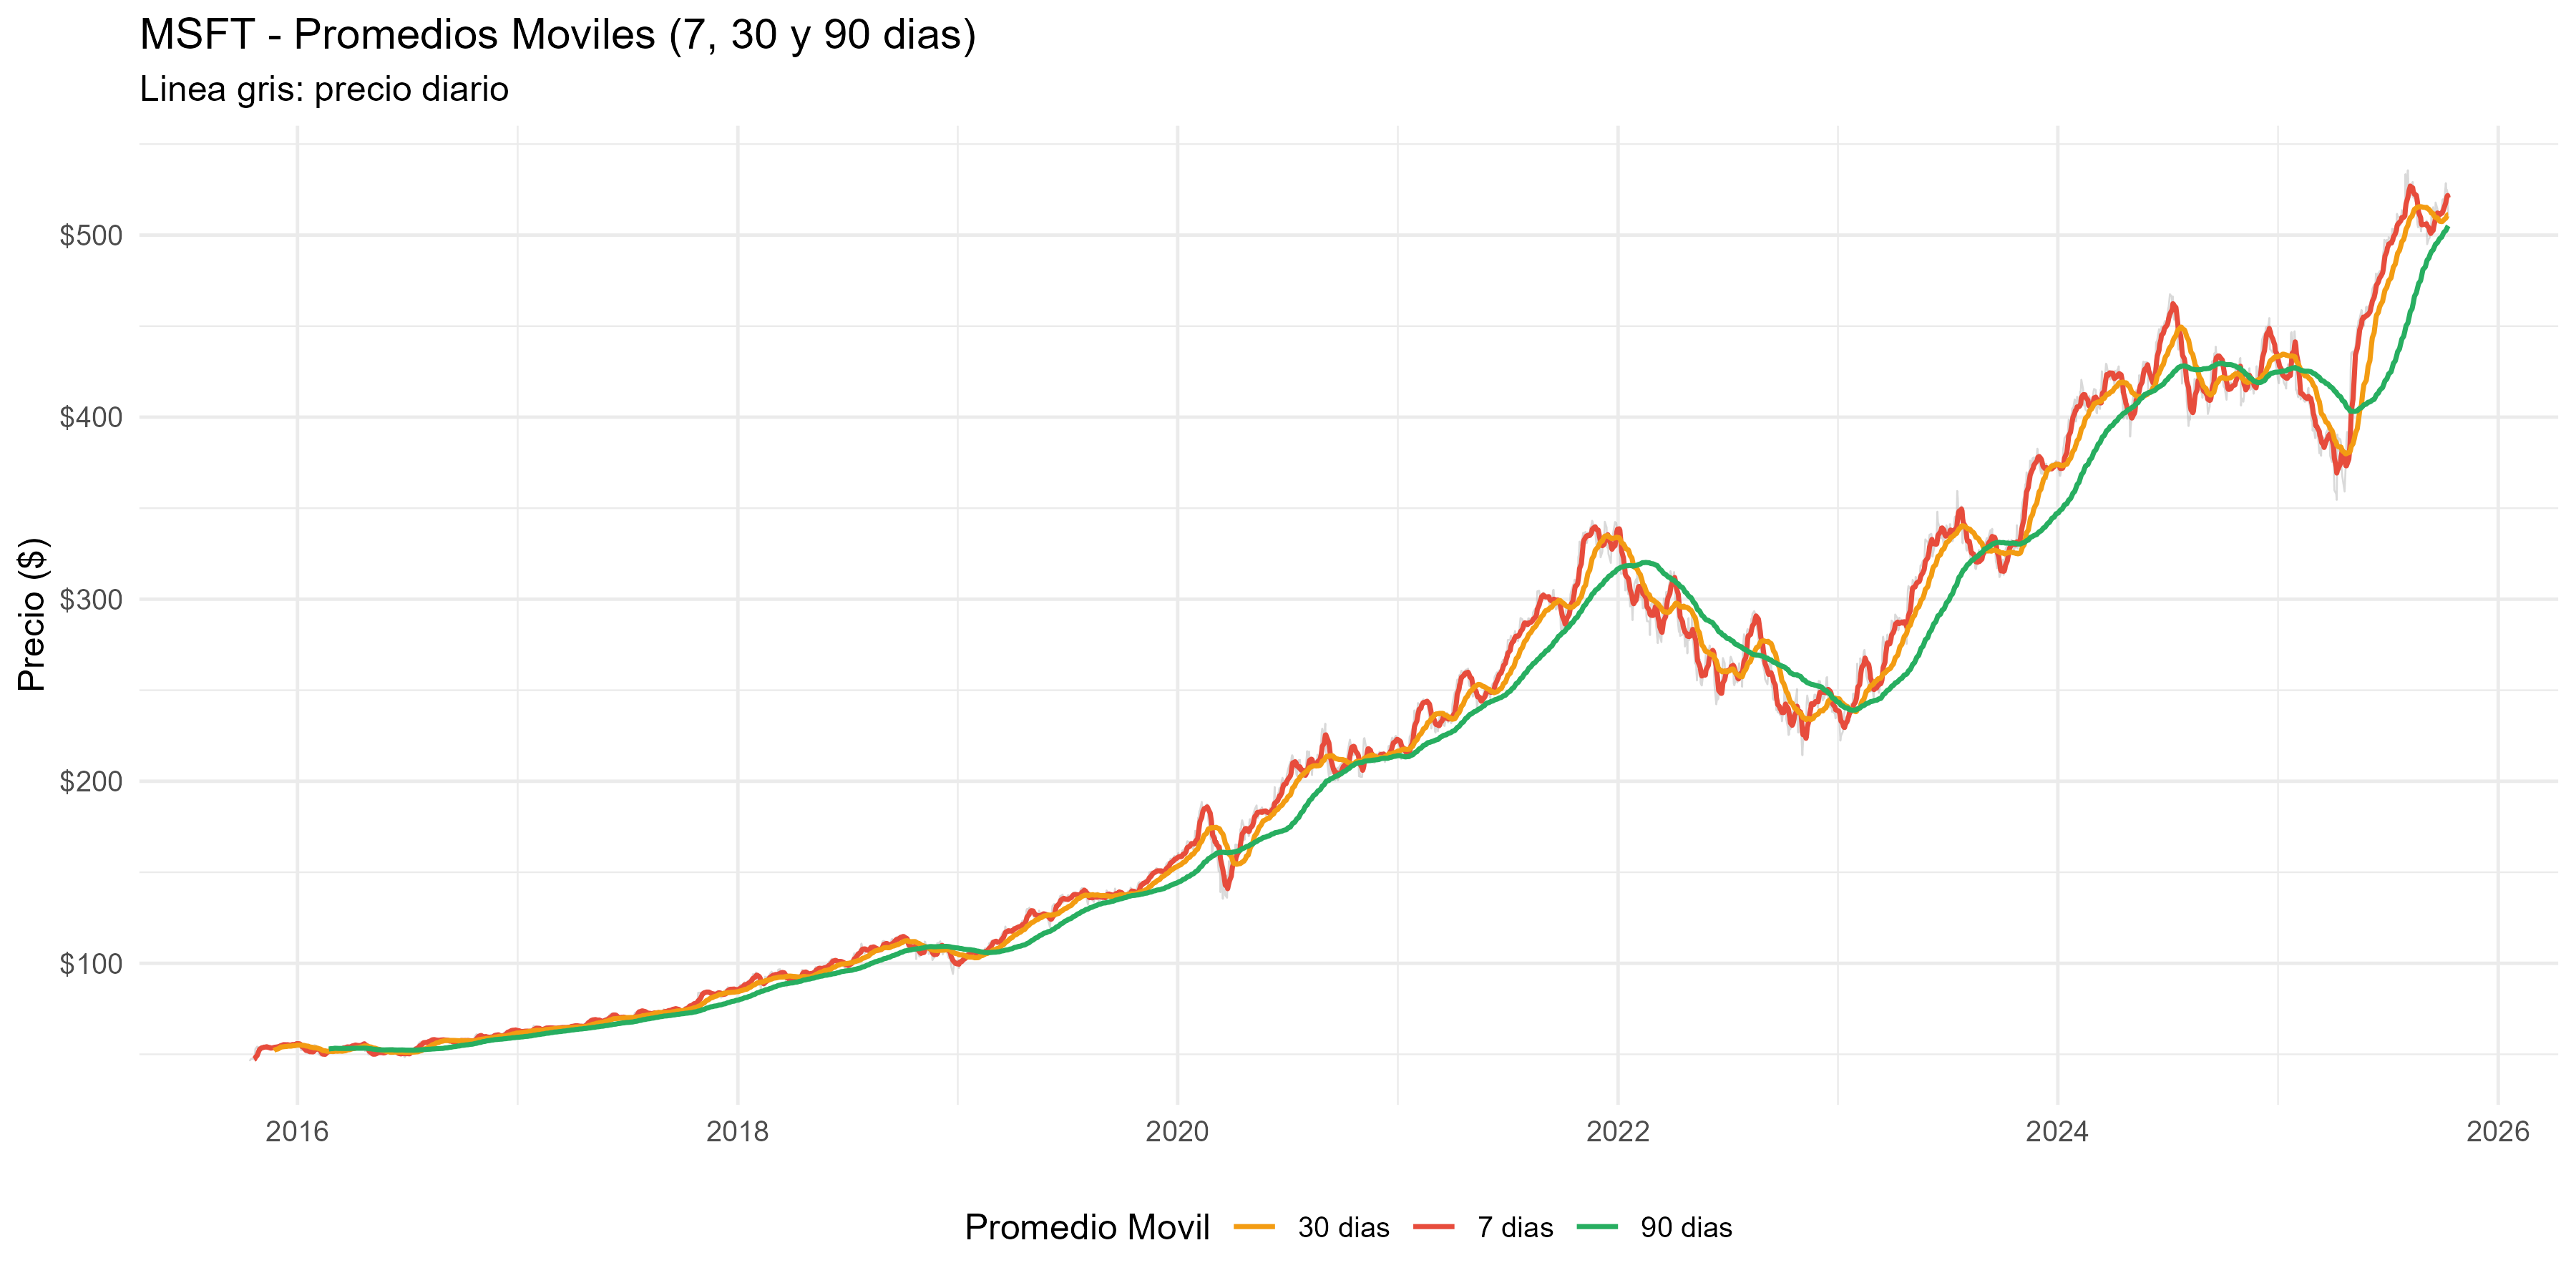 MSFT - Promedios Moviles (7, 30 y 90 dias)
Linea gris: precio diario
Precio ($)
$500
$400
$300
$200
$100
2016 2018 2020 2022 2024 2026
Promedio Movil 30 dias 7 dias 90 dias